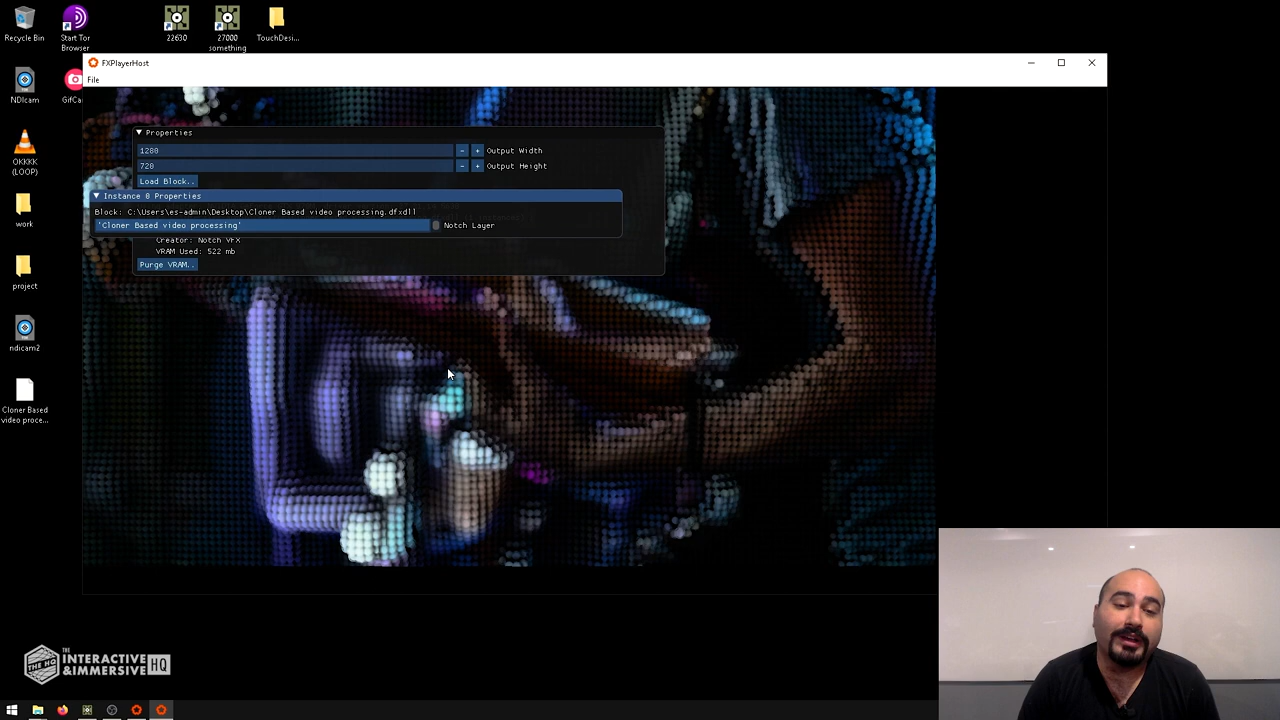 Recycle Bin
Start Tor
Browser
22630
27000
something
TouchDesi...
FXPlayerHost
File
NDIcam
GifCa
Properties
1280
Output Width
720
Output Height
Load Block..
Instance 0 Properties
Block: C:\Users\es-admin\Desktop\Cloner Based video processing.dfxdll
'Cloner Based video processing'
Notch Layer
Creator: Notch VFX
VRAM Used: 522 mb
Purge VRAM..
OKKKK
(LOOP)
work
project
ndicam2
Cloner Based
video proce...
THE HQ
THE
INTERACTIVE
& IMMERSIVE HQ